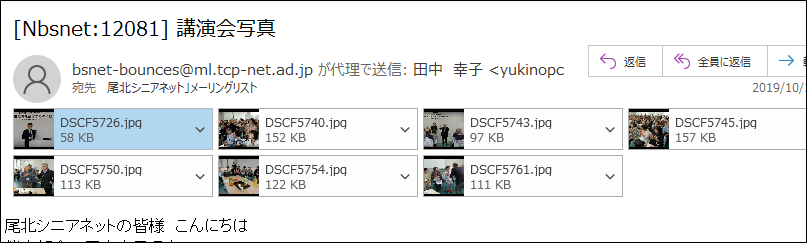 [Nbsnet:12081] 講演会写真
bsnet-bounces@ml.tcp-net.ad.jp が代理で送信: 田中 幸子 <yukinopc
返信
全員に返信
宛先 尾北シニアネット」メーリングリスト
2019/10/
DSCF5726.jpg
58 KB
DSCF5740.jpg
152 KB
DSCF5743.jpg
97 KB
DSCF5745.jpg
157 KB
DSCF5750.jpg
113 KB
DSCF5754.jpg
122 KB
DSCF5761.jpg
111 KB
尾北シニアネットの皆様 こんにちは